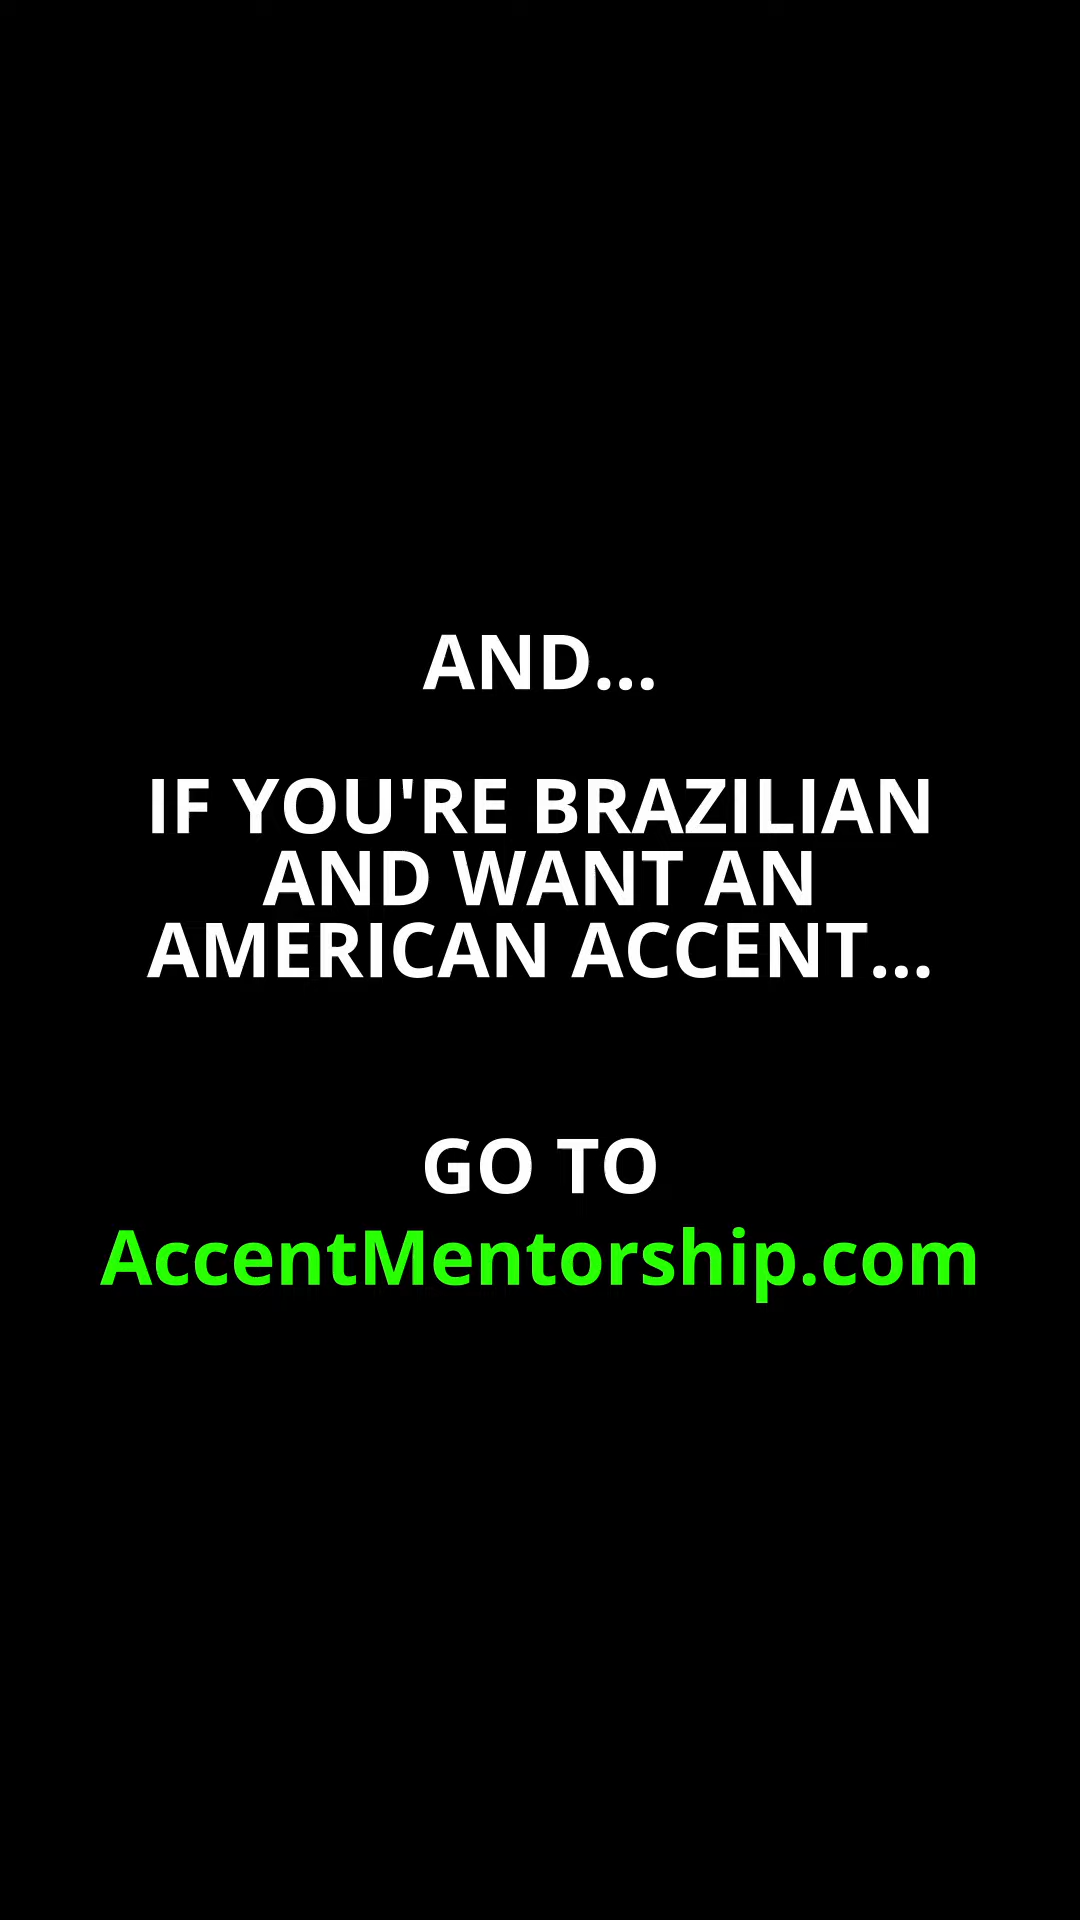 AND...
IF YOU'RE BRAZILIAN
AND WANT AN
AMERICAN ACCENT...
GO TO
AccentMentorship.com